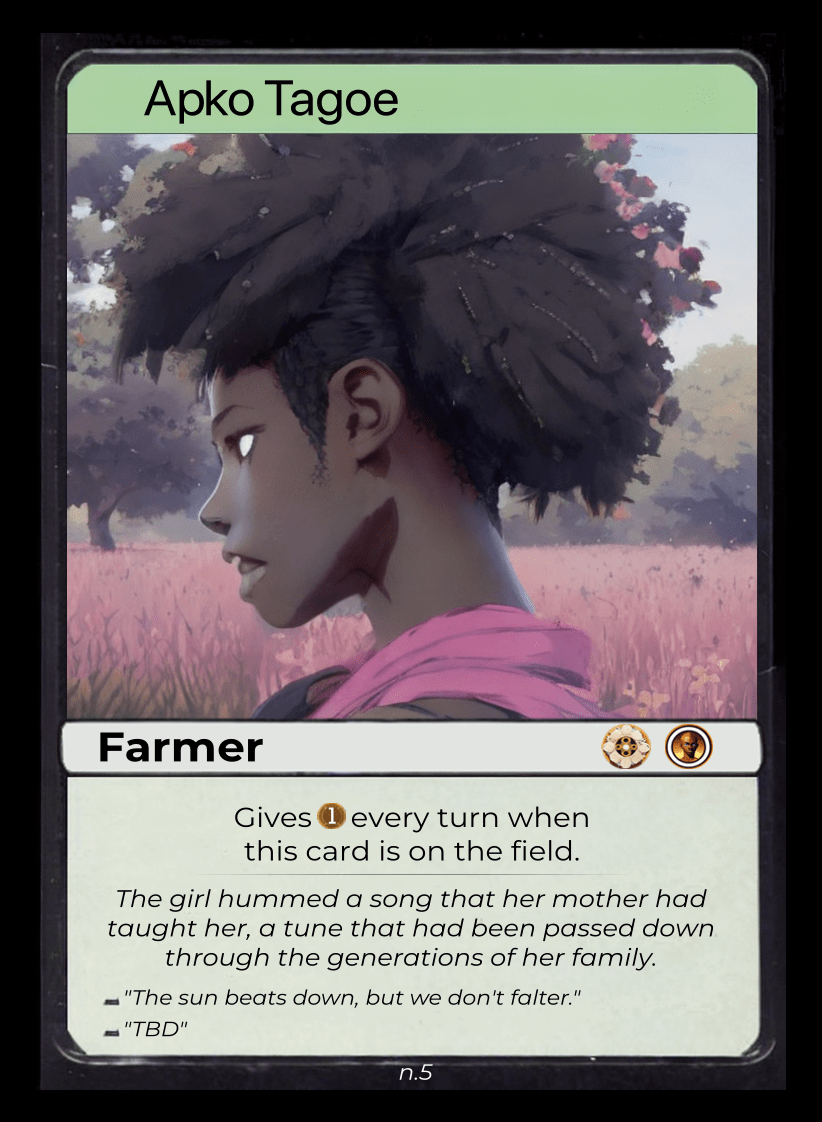 Apko Tagoe
Farmer
Gives 1 every turn when
this card is on the field.
The girl hummed a song that her mother had
taught her, a tune that had been passed down
through the generations of her family.
"The sun beats down, but we don't falter."
"TBD"
n.5